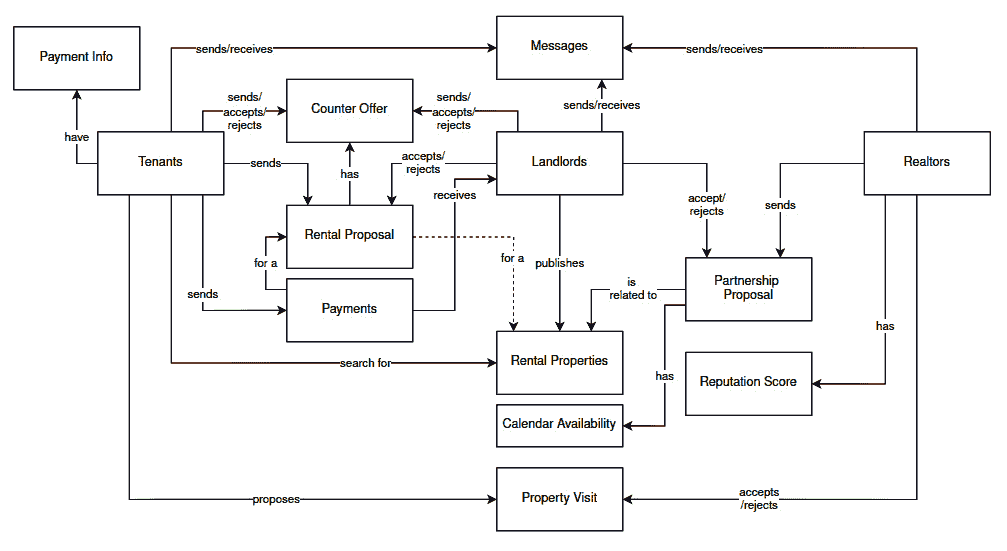 Messages
Payment Info
sends/receives
sends/receives
Counter Offer
sends/
accepts/
rejects
sends/
accepts/
rejects
sends/receives
have
Tenants
sends
has
accepts/
rejects
Landlords
Realtors
receives
accept/
rejects
sends
Rental Proposal
for a
for a
publishes
is
related to
Partnership
Proposal
sends
Payments
has
search for
Rental Properties
has
Reputation Score
Calendar Availability
proposes
Property Visit
accepts
/rejects